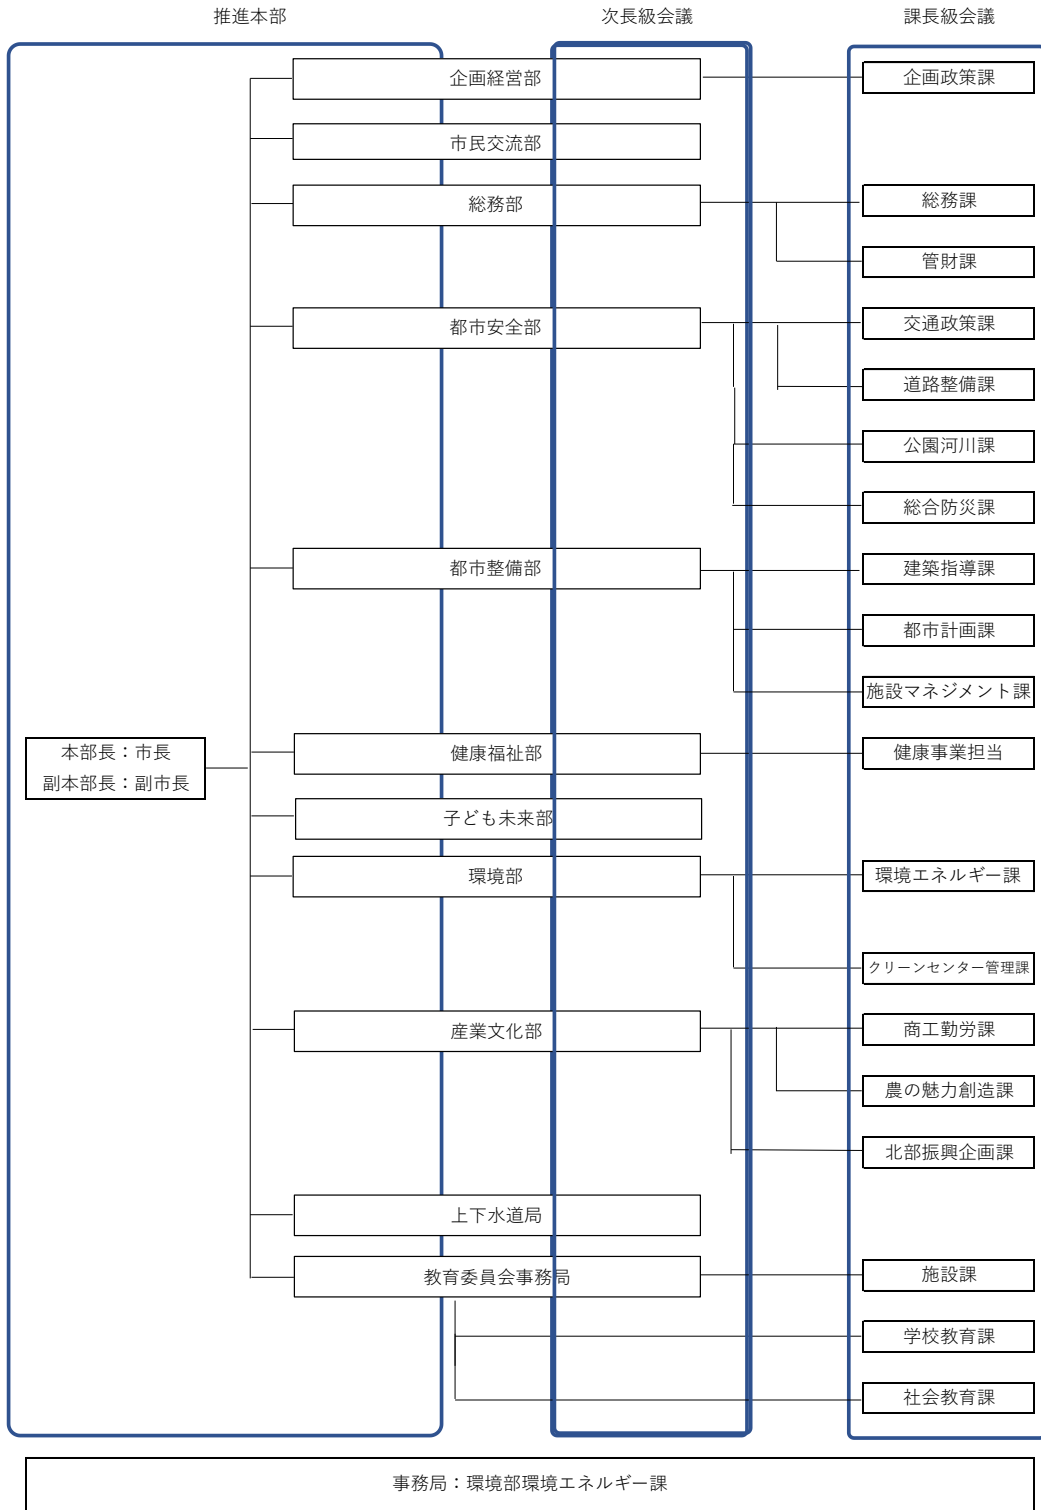 推進本部
次長級会議
課長級会議
企画経営部
企画政策課
市民交流部
総務部
総務課
管財課
都市安全部
交通政策課
道路整備課
公園河川課
総合防災課
都市整備部
建築指導課
都市計画課
施設マネジメント課
本部長：市長
副本部長：副市長
健康福祉部
健康事業担当
子ども未来部
環境部
環境エネルギー課
クリーンセンター管理課
産業文化部
商工勤労課
農の魅力創造課
北部振興企画課
上下水道局
教育委員会事務局
施設課
学校教育課
社会教育課
事務局：環境部環境エネルギー課